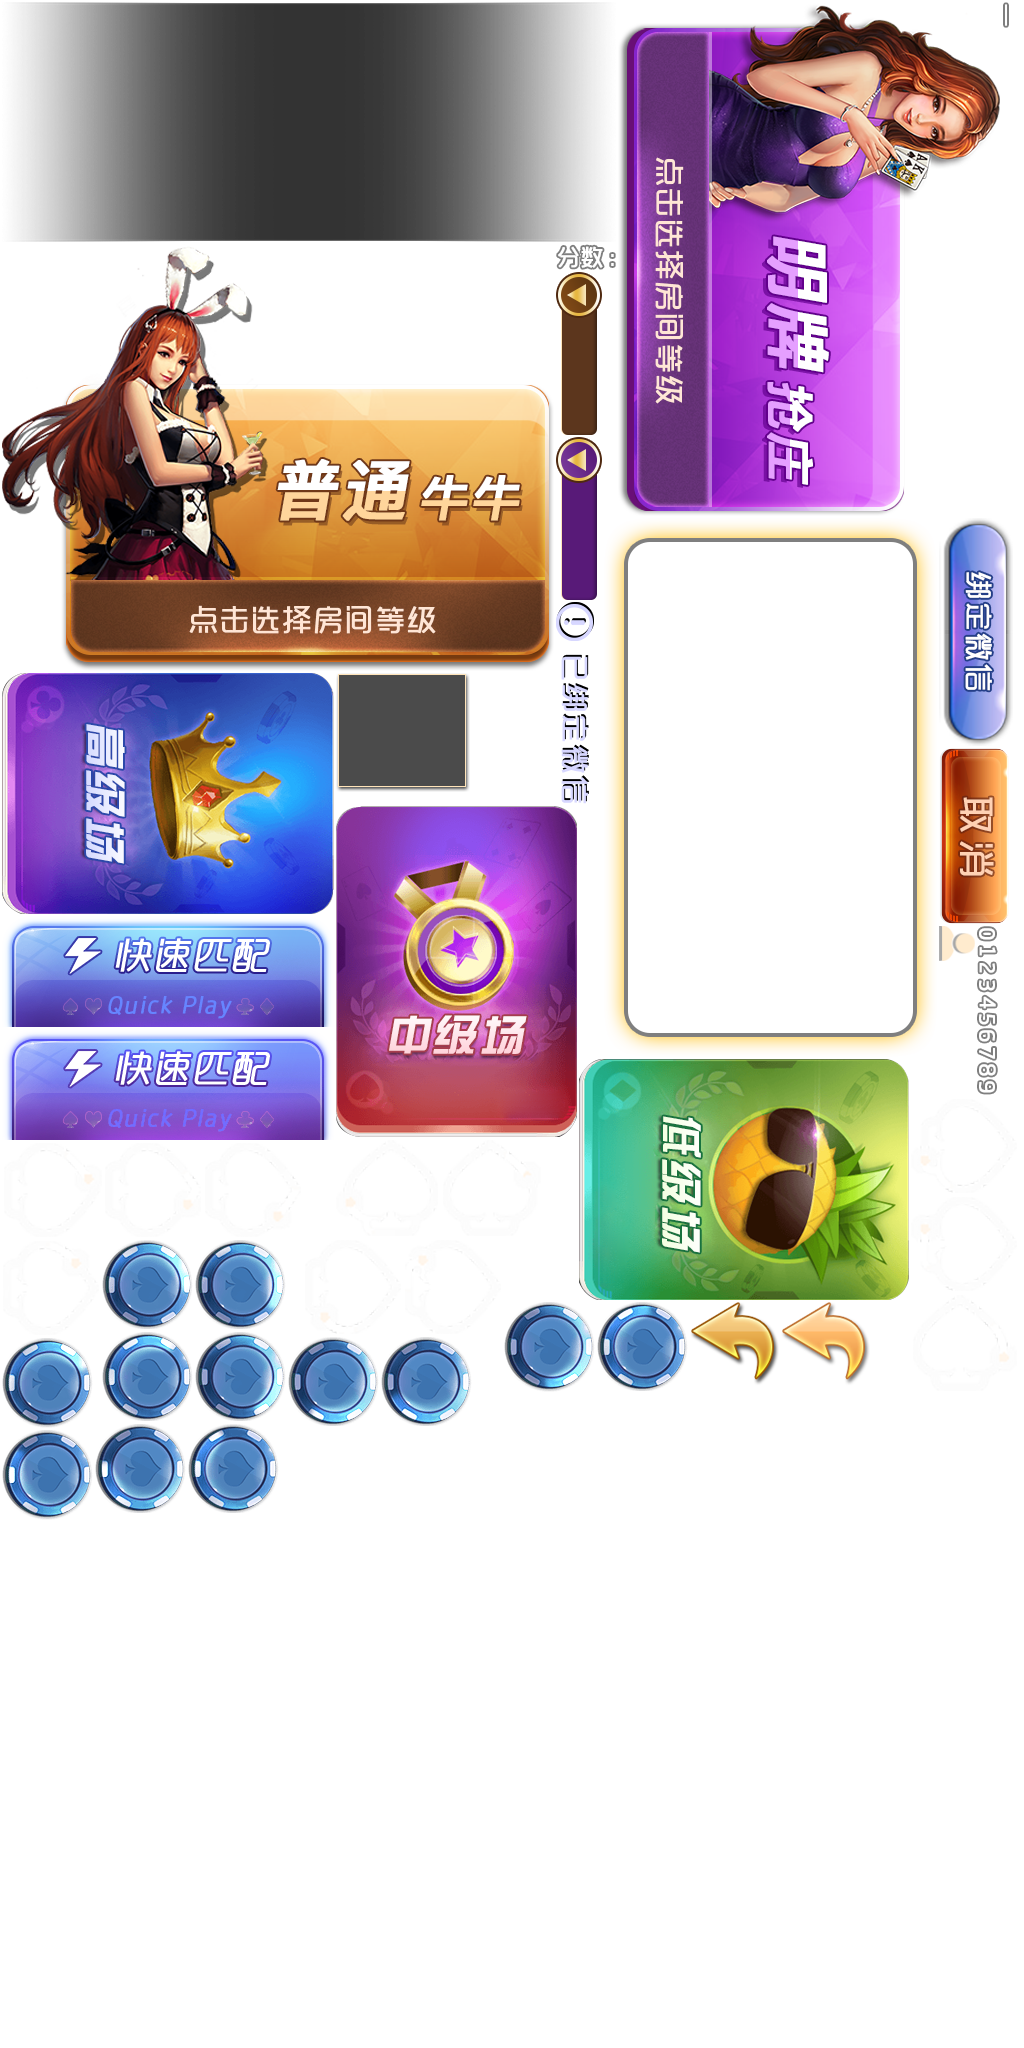 分数:
点击选择房间等级
明牌 抢庄
A
K
普通 牛牛
点击选择房间等级
已绑定微信
绑定微信
取消
高级场
中级场
快速匹配
Quick Play
快速匹配
Quick Play
0123456789
低级场